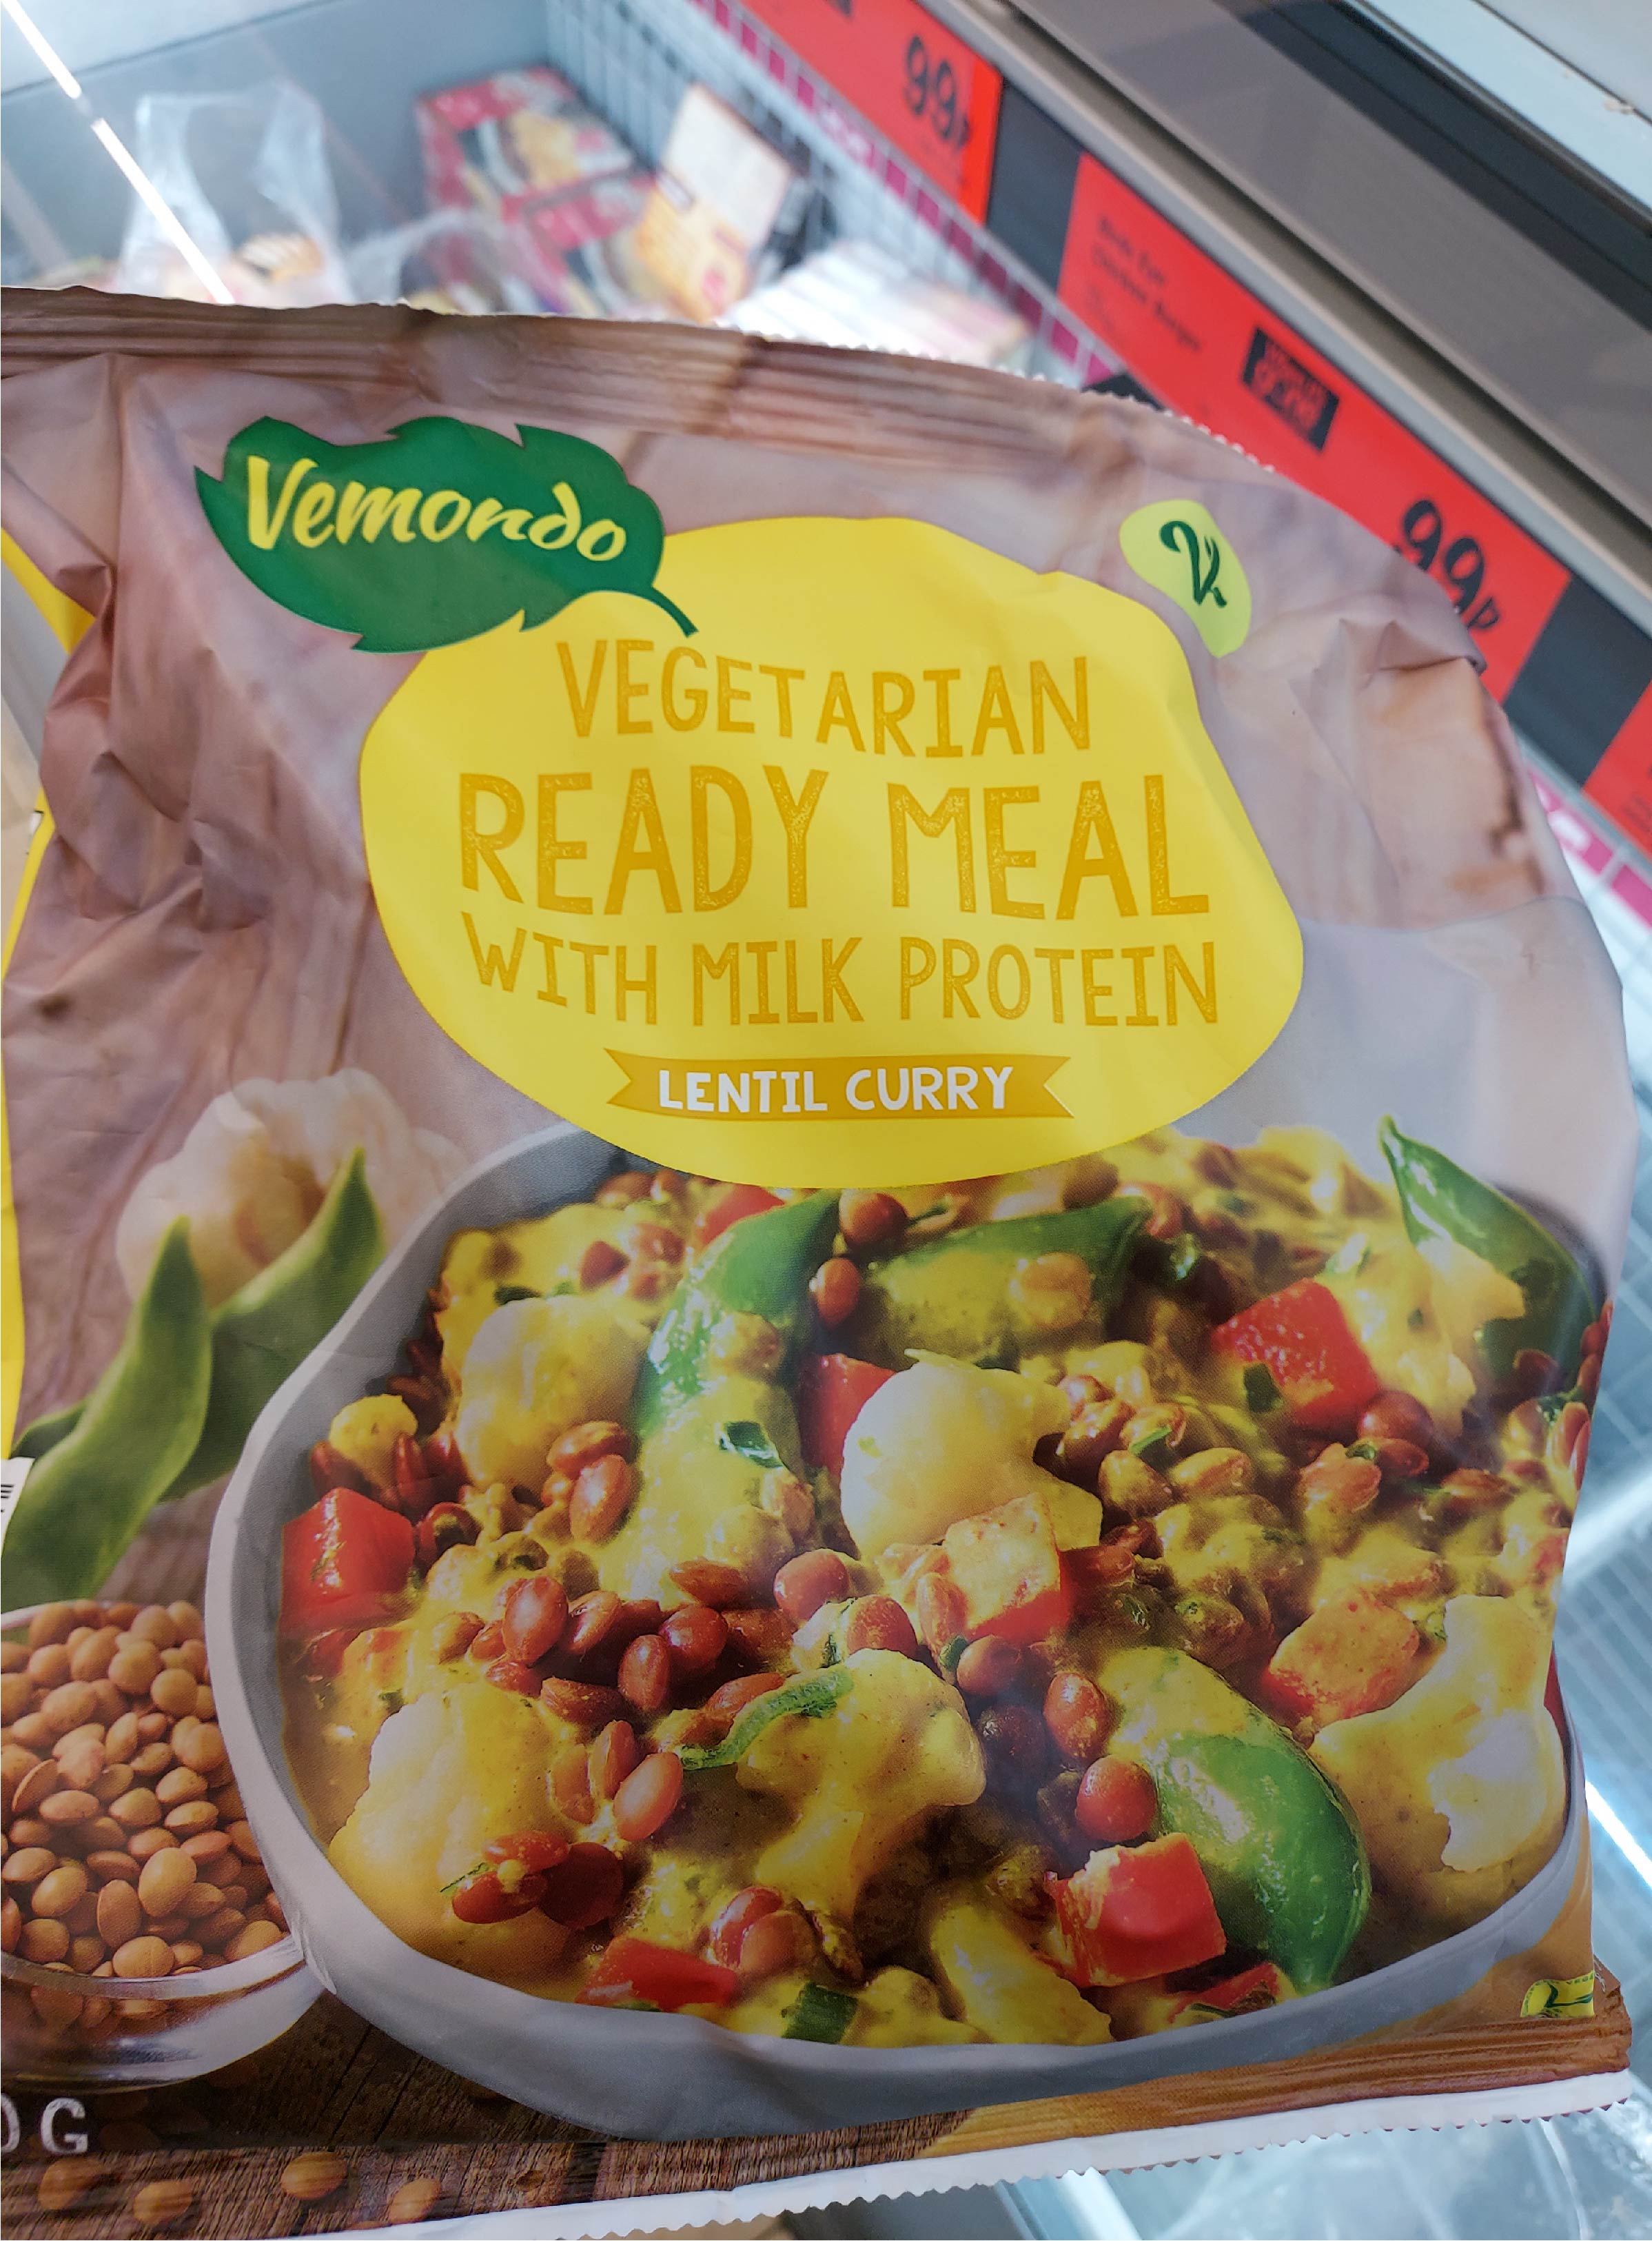 99p
99p
Vemondo
V
VEGETARIAN
READY MEAL
WITH MILK PROTEIN
LENTIL CURRY
G